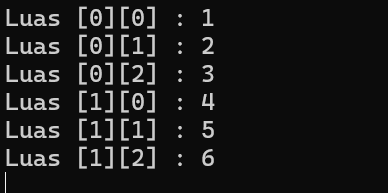 Luas [0][0] : 1
Luas [0][1] : 2
Luas [0][2] : 3
Luas [1][0] : 4
Luas [1][1] : 5
Luas [1][2] : 6